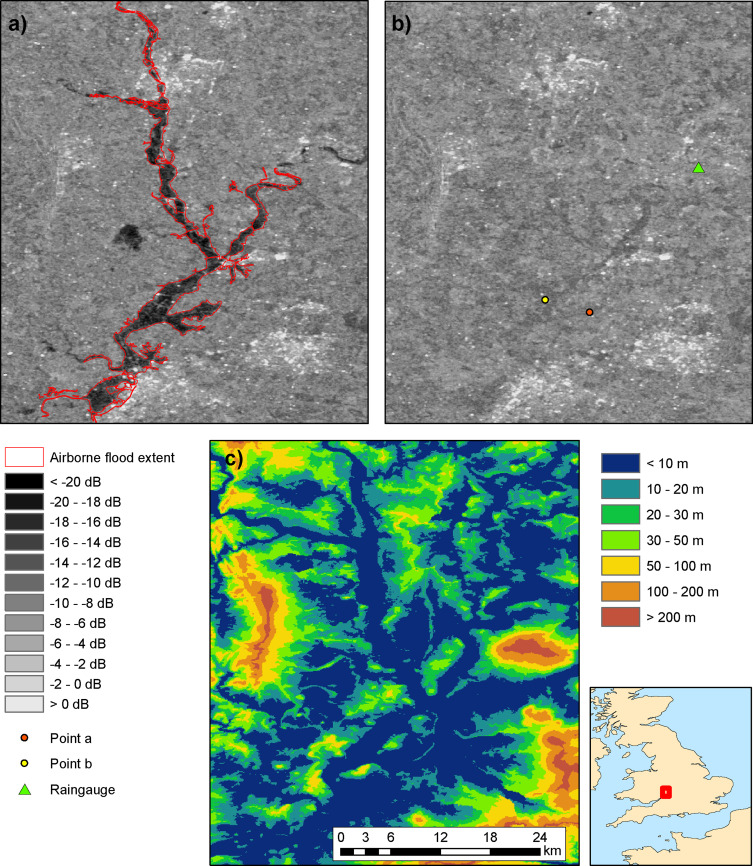 a)
b)
Airborne flood extent
< -20 dB
-20 - -18 dB
-18 - -16 dB
-16 - -14 dB
-14 - -12 dB
-12 - -10 dB
-10 - -8 dB
-8 - -6 dB
-6 - -4 dB
-4 - -2 dB
-2 - 0 dB
> 0 dB
Point a
Point b
Raingauge
c)
0 3 6 12 18 24
km
< 10 m
10 - 20 m
20 - 30 m
30 - 50 m
50 - 100 m
100 - 200 m
> 200 m